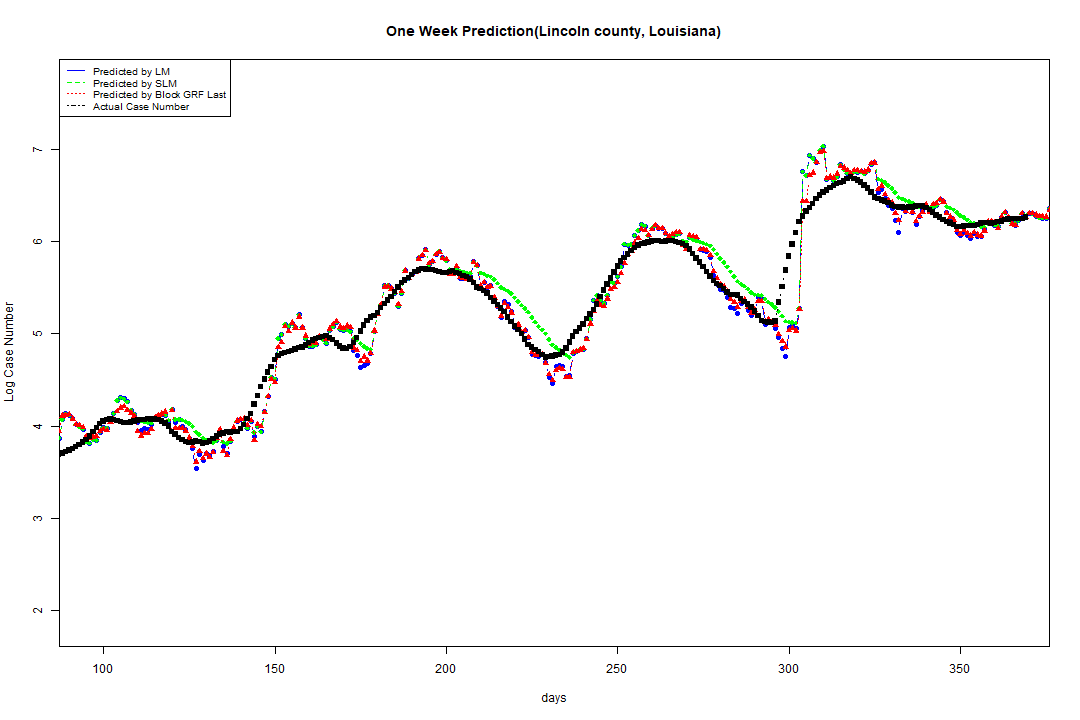 One Week Prediction(Lincoln county, Louisiana)
Predicted by LM
Predicted by SLM
Predicted by Block GRF Last
Actual Case Number
Log Case Number
7
6
5
4
3
2
100 150 200 250 300 350
days